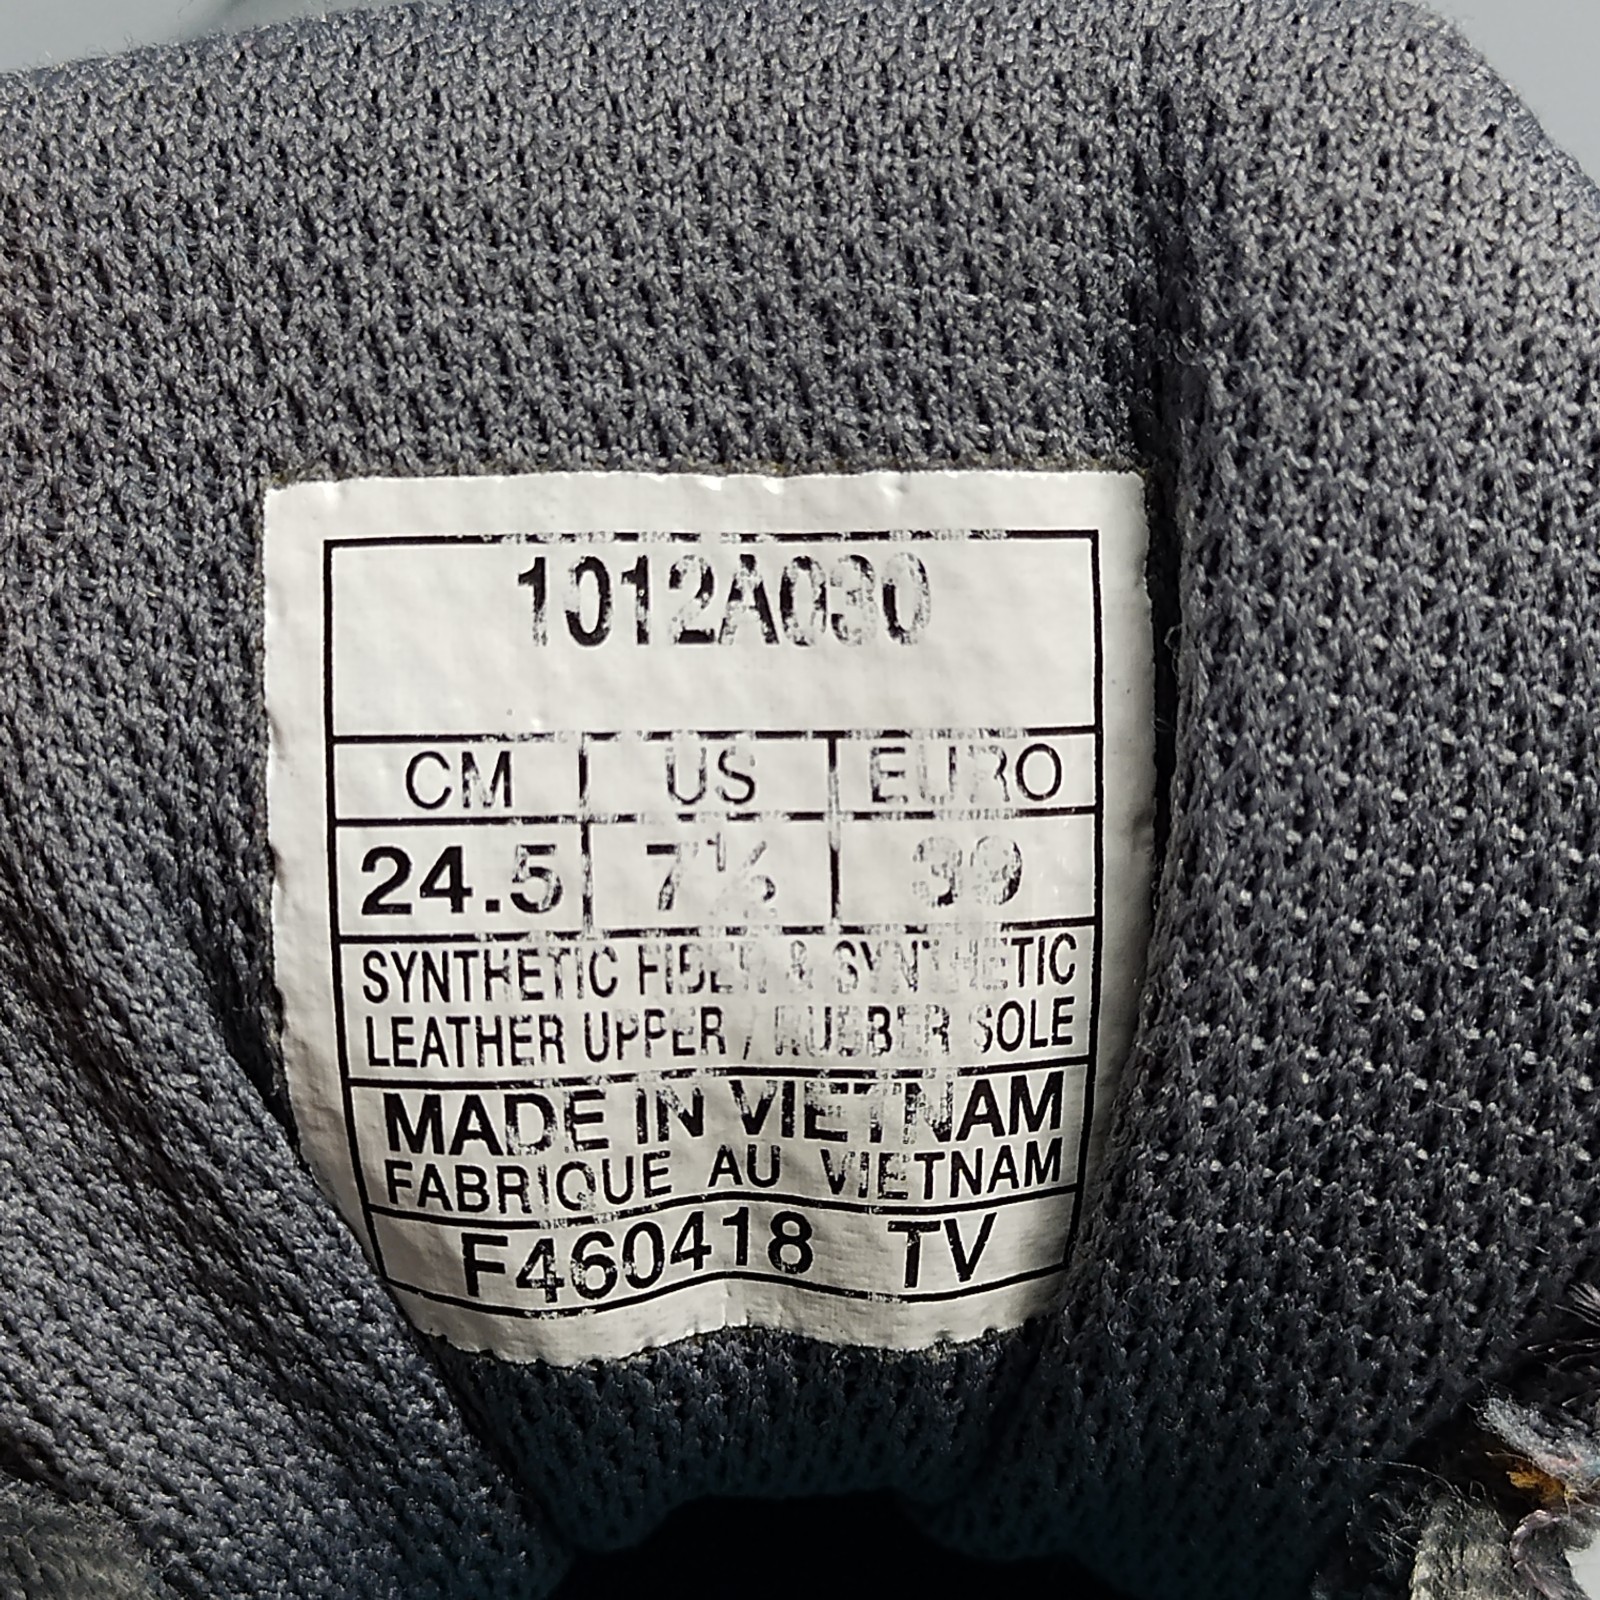 1012A030
CM US EURO
24.5 7½ 39
SYNTHETIC FIBER & SYNTHETIC
LEATHER UPPER / RUBBER SOLE
MADE IN VIETNAM
FABRIQUE AU VIETNAM
F460418 TV